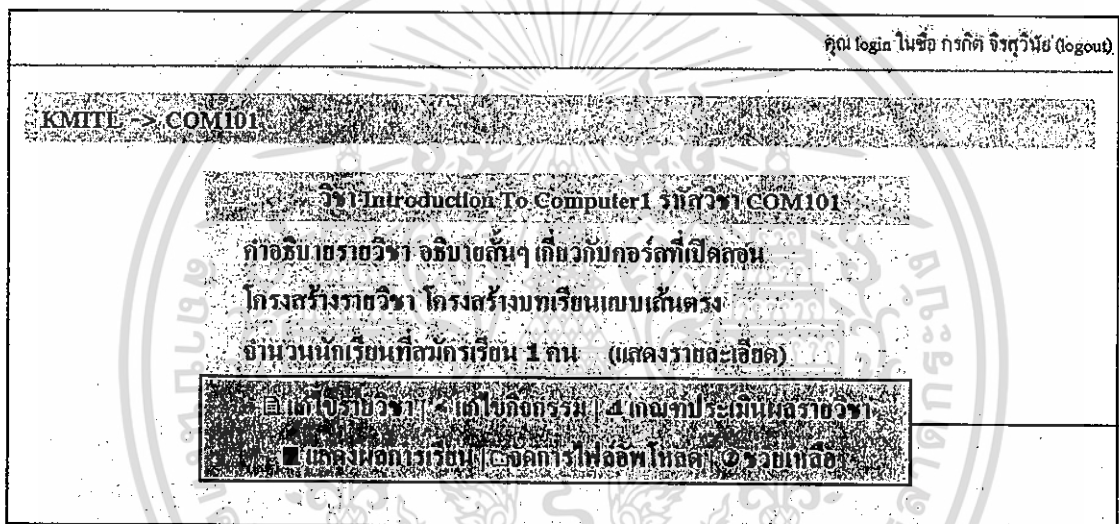 คุณ login ในชื่อ กรกิต จิรสุวินัย (logout)
KMITL -> COM101
วิชา Introduction To Computer1 รหัสวิชา COM101
คำอธิบายรายวิชา อธิบายสั้นๆ เกี่ยวกับคอร์สที่เปิดสอน
โครงสร้างรายวิชา โครงสร้างบทเรียนแบบเส้นตรง
จำนวนนักเรียนที่สมัครเรียน 1 คน (แสดงรายละเอียด)
แก้ไขรายวิชา | แก้ไขกิจกรรม | เกณฑ์ประเมินผลรายวิชา
แสดงผลการเรียน | จัดการไฟล์อัพโหลด | ช่วยเหลือ